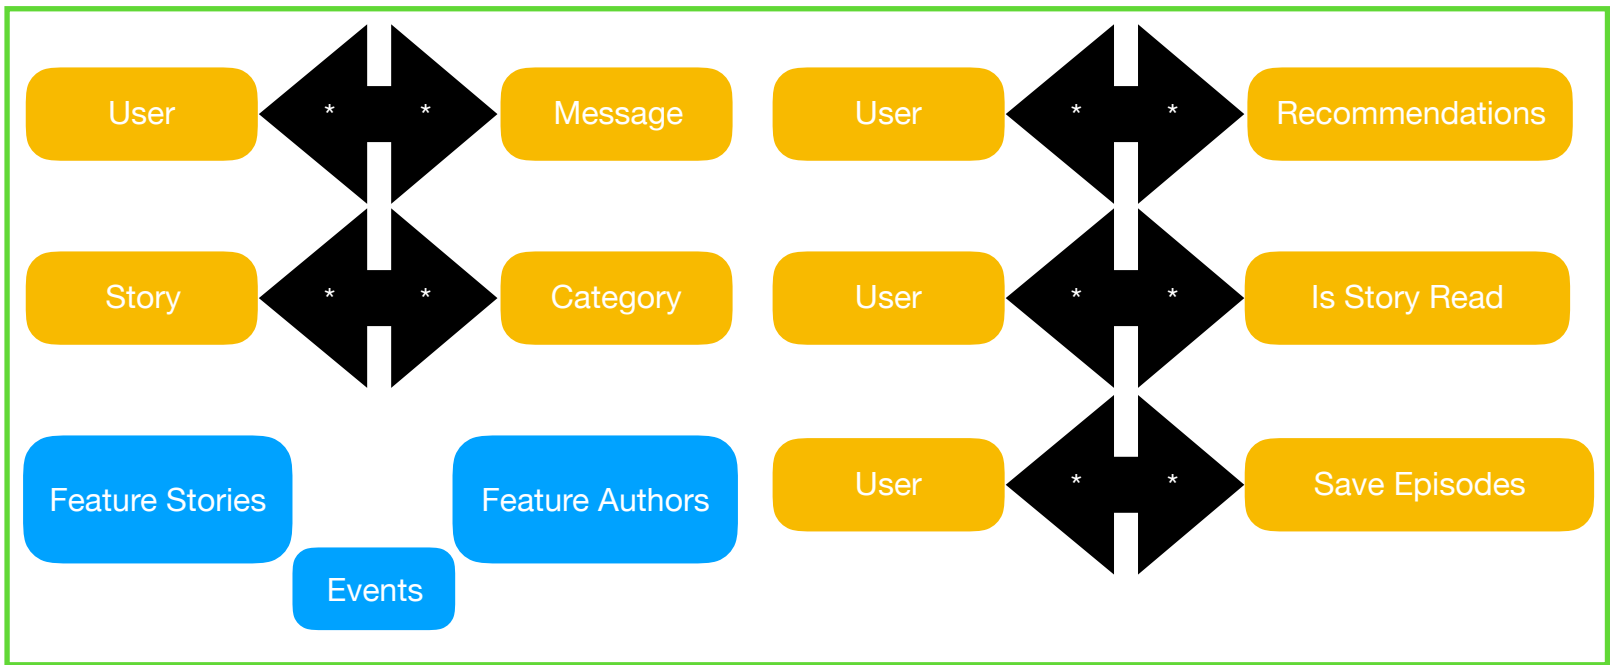 User * * Message
User * * Recommendations
Story * * Category
User * * Is Story Read
Feature Stories
Feature Authors
User * * Save Episodes
Events